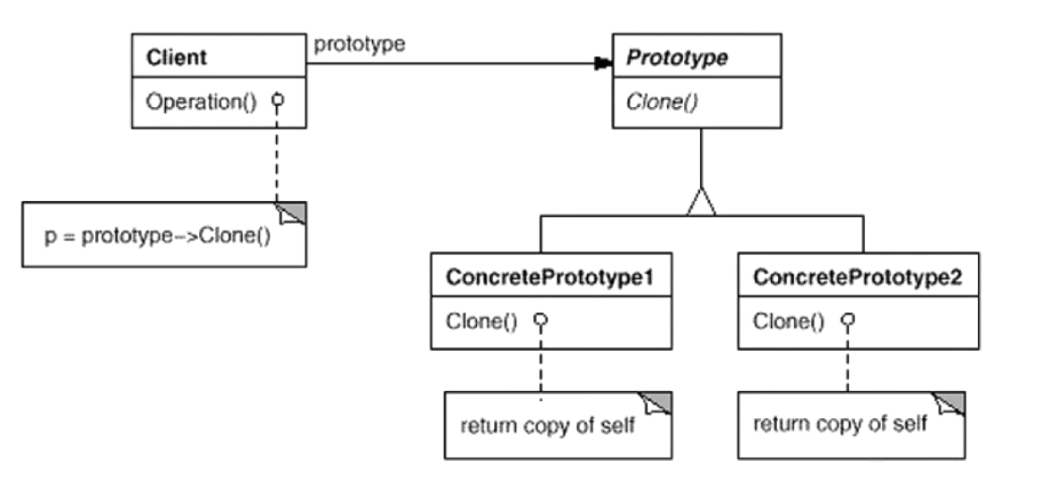 prototype
Client
Prototype
Operation()
Clone()
p = prototype->Clone()
ConcretePrototype1
ConcretePrototype2
Clone()
Clone()
return copy of self
return copy of self